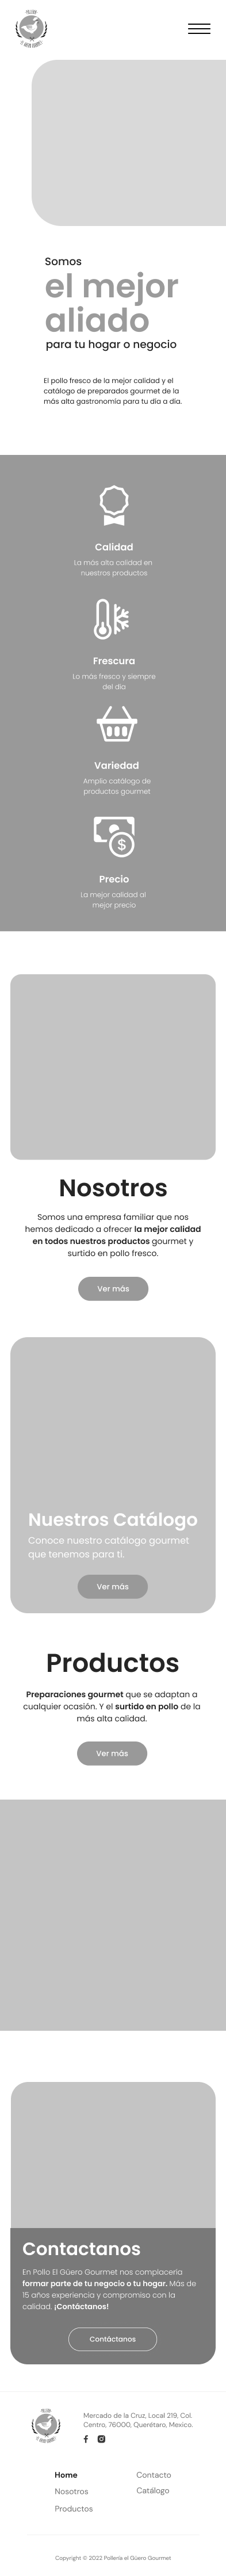 POLLERÍA
EL GÜERO GOURMET
Somos
el mejor
aliado
para tu hogar o negocio
El pollo fresco de la mejor calidad y el
catálogo de preparados gourmet de la
más alta gastronomía para tu día a día.
Calidad
La más alta calidad en
nuestros productos
Frescura
Lo más fresco y siempre
del día
Variedad
Amplio catálogo de
productos gourmet
Precio
La mejor calidad al
mejor precio
Nosotros
Somos una empresa familiar que nos
hemos dedicado a ofrecer la mejor calidad
en todos nuestros productos gourmet y
surtido en pollo fresco.
Ver más
Nuestros Catálogo
Conoce nuestro catálogo gourmet
que tenemos para ti.
Ver más
Productos
Preparaciones gourmet que se adaptan a
cualquier ocasión. Y el surtido en pollo de la
más alta calidad.
Ver más
Contactanos
En Pollo El Güero Gourmet nos complacería
formar parte de tu negocio o tu hogar. Más de
15 años experiencia y compromiso con la
calidad. ¡Contáctanos!
Contáctanos
Mercado de la Cruz, Local 219, Col.
Centro, 76000, Querétaro, Mexico.
Home
Contacto
Nosotros
Catálogo
Productos
Copyright © 2022 Pollería el Güero Gourmet